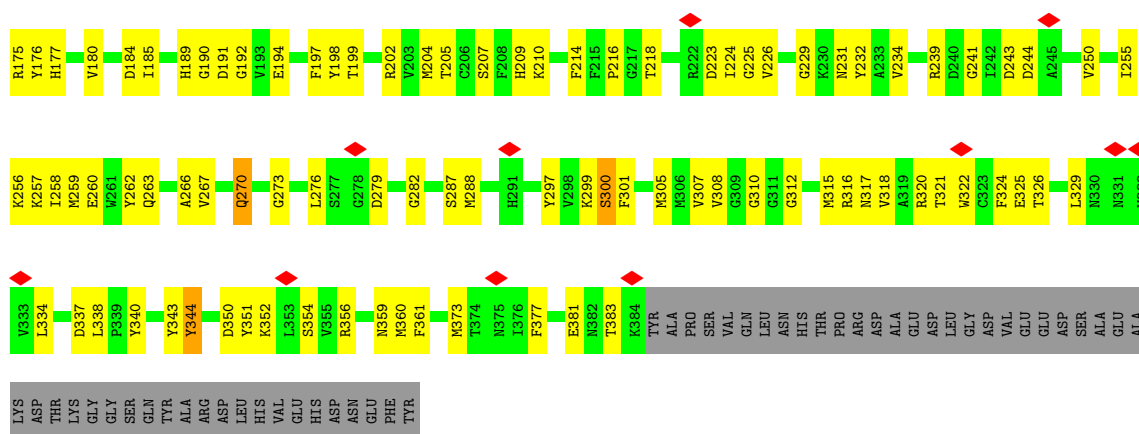 R175 Y176 H177 V180 D184 I185 H189 G190 D191 G192 V193 E194 F197 Y198 T199 R202 V203 M204 T205 C206 S207 F208 H209 K210 F214 F215 P216 G217 T218 R222 D223 I224 G225 V226 G229 K230 N231 Y232 A233 V234 R239 D240 G241 I242 D243 D244 A245 V250 I255
K256 K257 I258 M259 E260 W261 Y262 Q263 A266 V267 Q270 G273 L276 S277 G278 D279 G282 S287 M288 H291 Y297 V298 K299 S300 F301 M305 M306 V307 V308 G309 G310 G311 G312 M315 R316 N317 V318 A319 R320 T321 W322 C323 F324 E325 T326 L329 N330 N331
V333 L334 D337 L338 P339 Y340 Y343 Y344 D350 Y351 K352 L353 S354 V355 R356 N359 M360 F361 M373 T374 N375 I376 F377 E381 N382 T383 K384 TYR ALA PRO SER VAL GLN LEU ASN HIS THR PRO ARG ASP ALA GLU ASP LEU GLY ASP VAL GLU GLU ASP SER ALA GLU ALA
LYS ASP THR LYS GLY GLY SER GLN TYR ALA ARG ASP LEU HIS VAL GLU HIS ASP ASN GLU PHE TYR